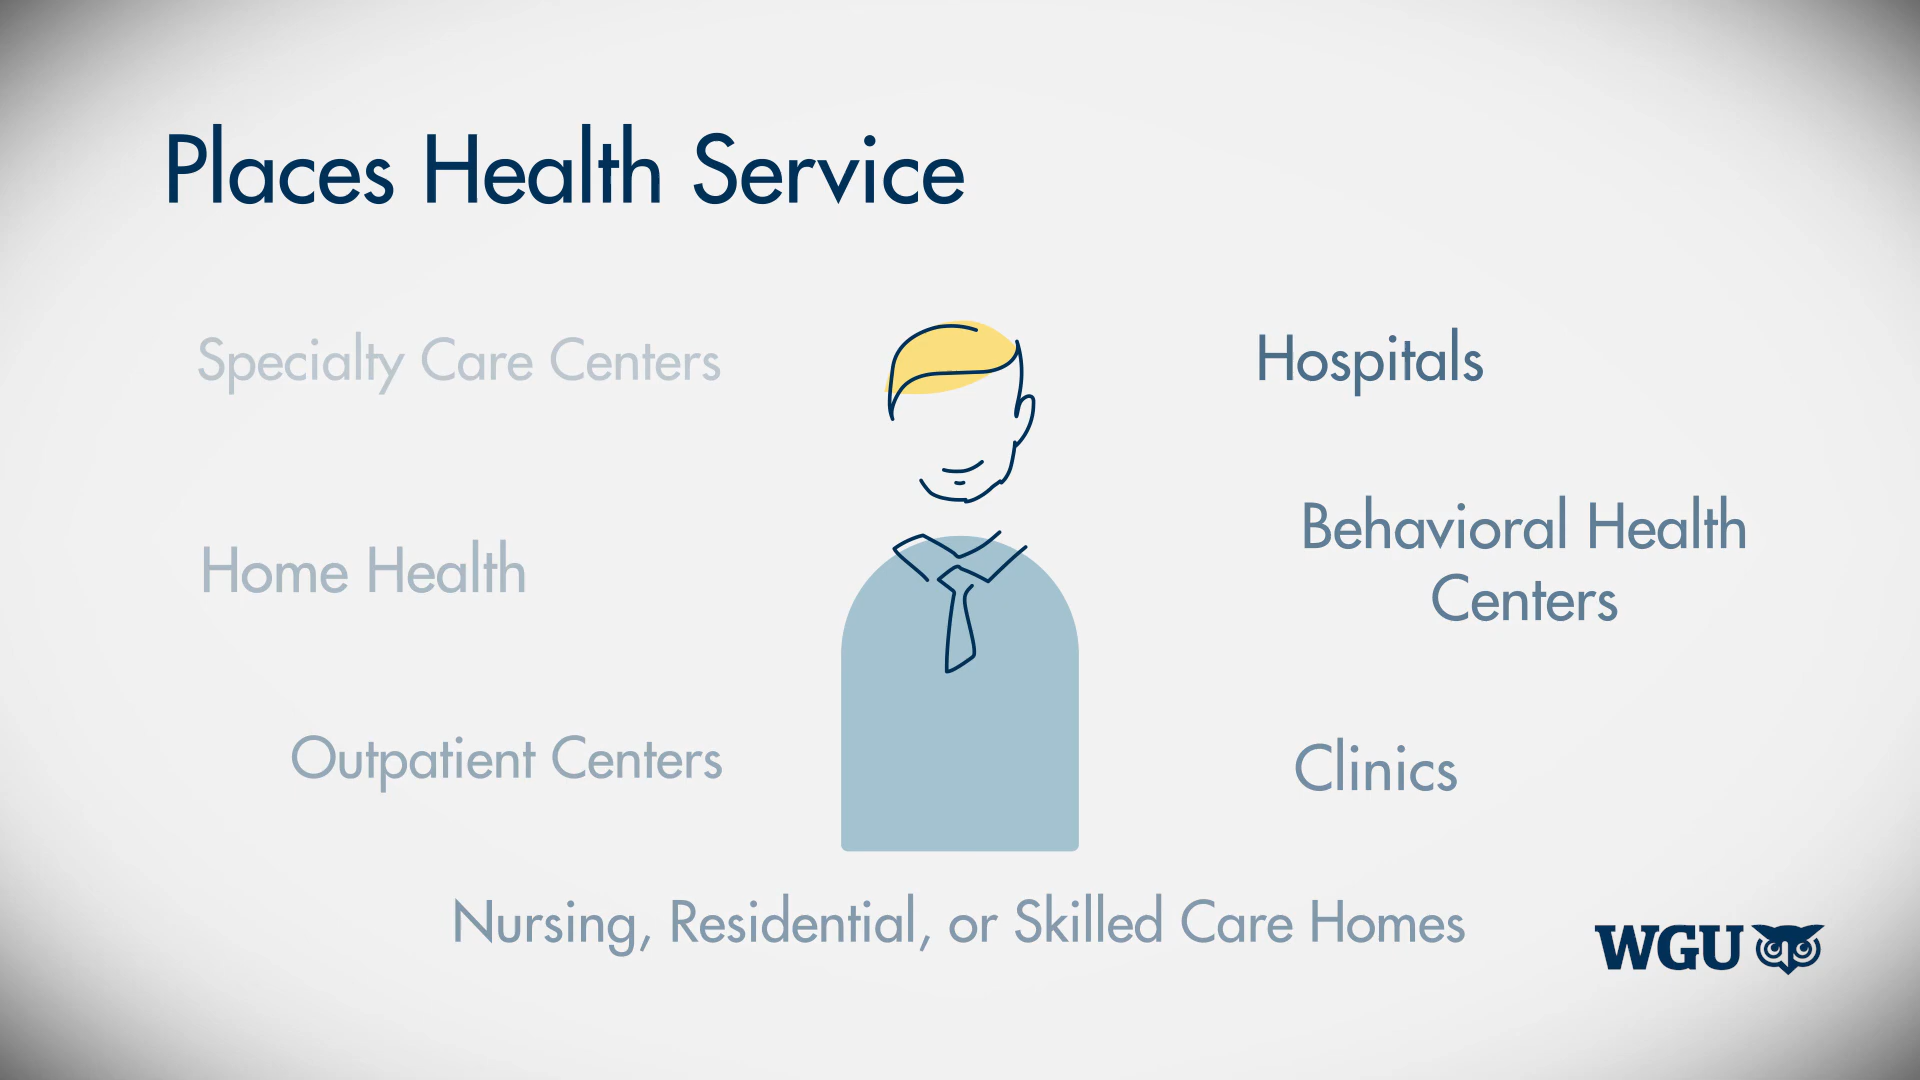 Places Health Service
Specialty Care Centers
Hospitals
Home Health
Behavioral Health
Centers
Outpatient Centers
Clinics
Nursing, Residential, or Skilled Care Homes
WGU